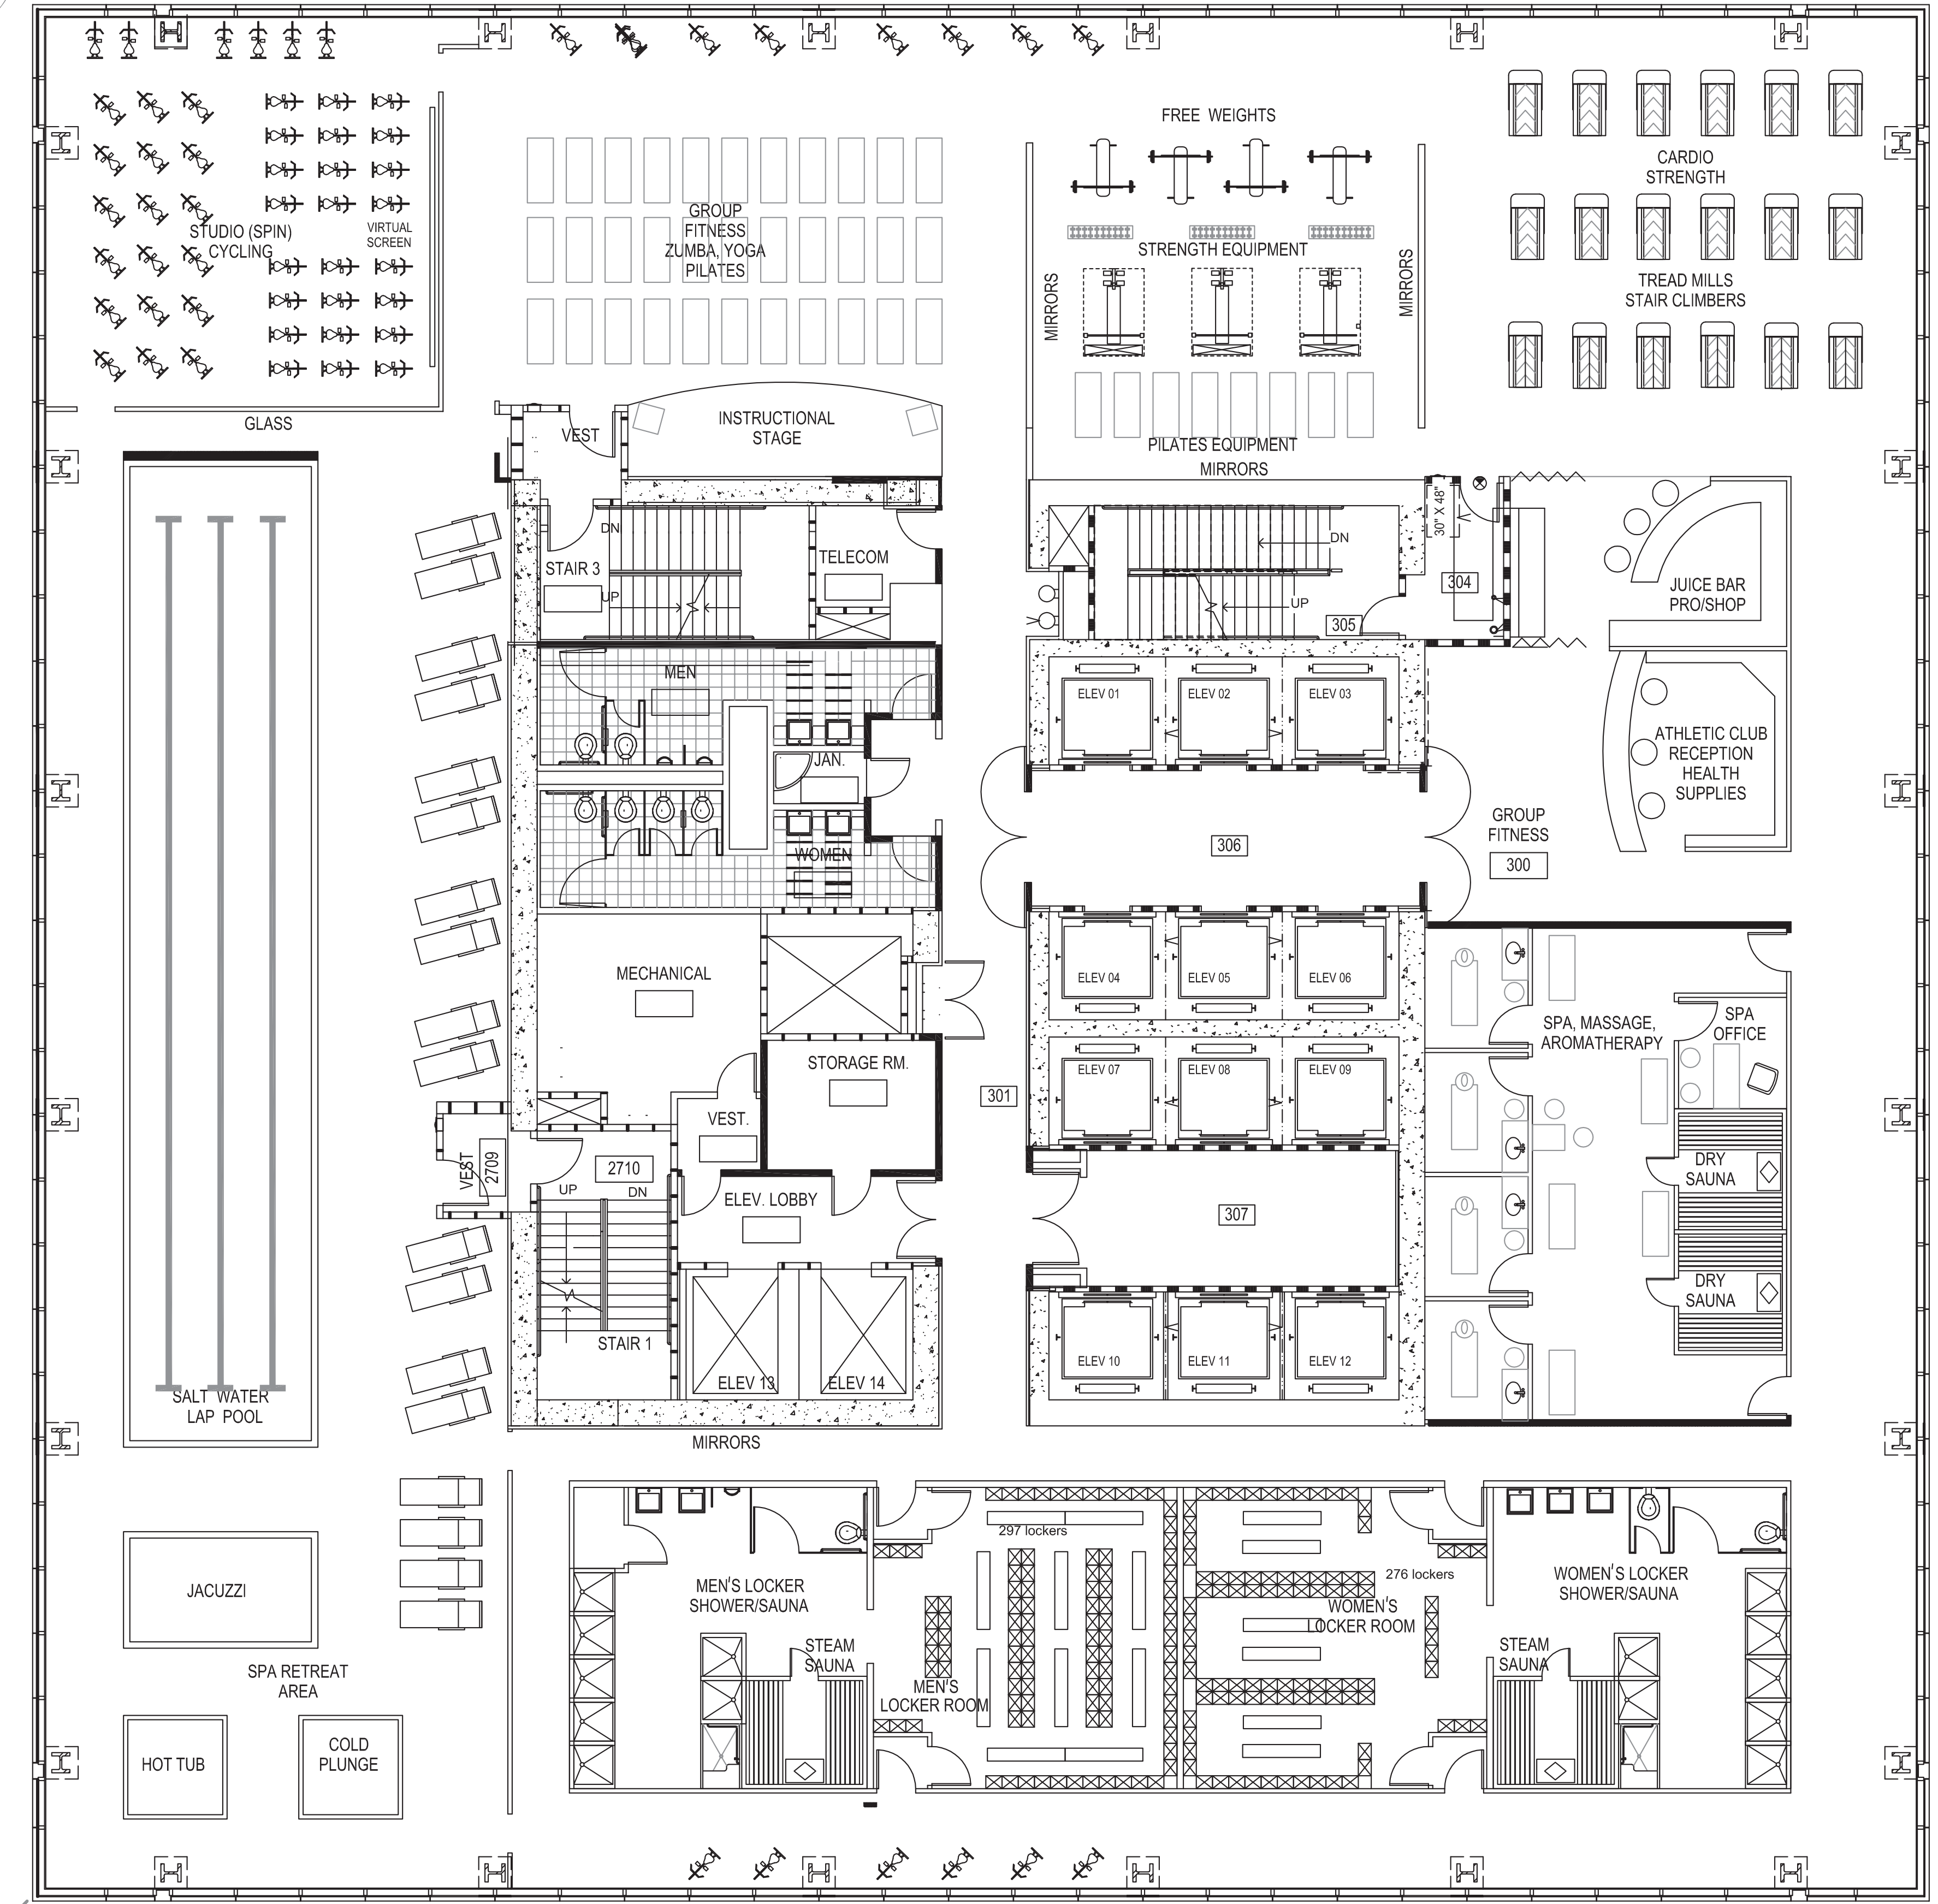 FREE WEIGHTS
CARDIO
STRENGTH
GROUP
FITNESS
ZUMBA, YOGA
PILATES
STUDIO (SPIN)
CYCLING
VIRTUAL
SCREEN
STRENGTH EQUIPMENT
MIRRORS
MIRRORS
TREAD MILLS
STAIR CLIMBERS
GLASS
VEST
INSTRUCTIONAL
STAGE
PILATES EQUIPMENT
MIRRORS
30" X 48"
DN
STAIR 3
UP
TELECOM
DN
UP
304
305
JUICE BAR
PRO/SHOP
MEN
ELEV 01
ELEV 02
ELEV 03
JAN.
ATHLETIC CLUB
RECEPTION
HEALTH
SUPPLIES
WOMEN
306
GROUP
FITNESS
300
MECHANICAL
ELEV 04
ELEV 05
ELEV 06
SPA, MASSAGE,
AROMATHERAPY
SPA
OFFICE
STORAGE RM.
ELEV 07
ELEV 08
ELEV 09
301
VEST.
VEST
2709
2710
UP
DN
ELEV. LOBBY
307
DRY
SAUNA
DRY
SAUNA
STAIR 1
ELEV 13
ELEV 14
ELEV 10
ELEV 11
ELEV 12
SALT WATER
LAP POOL
MIRRORS
297 lockers
276 lockers
JACUZZI
MEN'S LOCKER
SHOWER/SAUNA
WOMEN'S
LOCKER ROOM
WOMEN'S LOCKER
SHOWER/SAUNA
STEAM
SAUNA
STEAM
SAUNA
SPA RETREAT
AREA
MEN'S
LOCKER ROOM
HOT TUB
COLD
PLUNGE